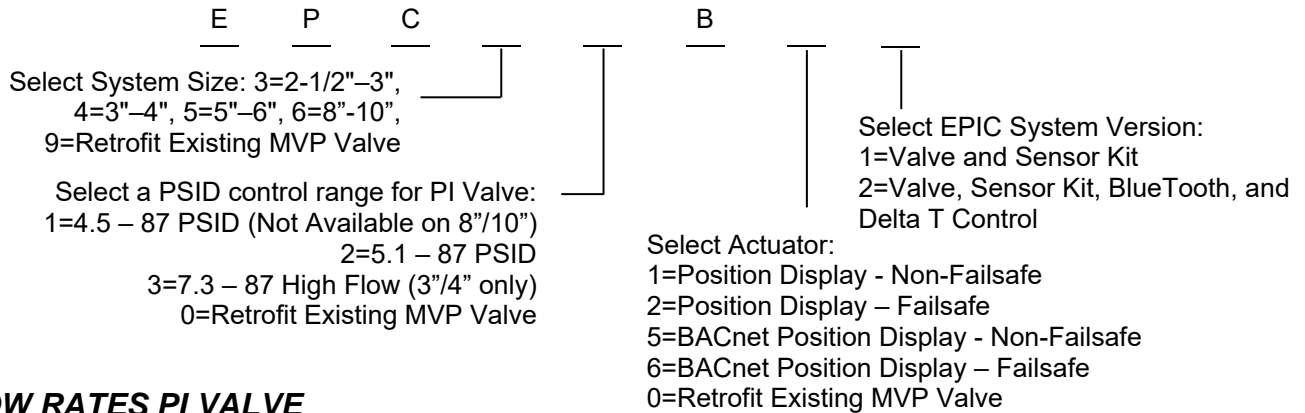 E P C B
Select System Size: 3=2-1/2"–3",
4=3"–4", 5=5"–6", 6=8”-10”,
9=Retrofit Existing MVP Valve
Select a PSID control range for PI Valve:
1=4.5 – 87 PSID (Not Available on 8”/10”)
2=5.1 – 87 PSID
3=7.3 – 87 High Flow (3”/4” only)
0=Retrofit Existing MVP Valve
Select EPIC System Version:
1=Valve and Sensor Kit
2=Valve, Sensor Kit, BlueTooth, and
Delta T Control
Select Actuator:
1=Position Display - Non-Failsafe
2=Position Display – Failsafe
5=BACnet Position Display - Non-Failsafe
6=BACnet Position Display – Failsafe
0=Retrofit Existing MVP Valve
OW RATES PI VALVE